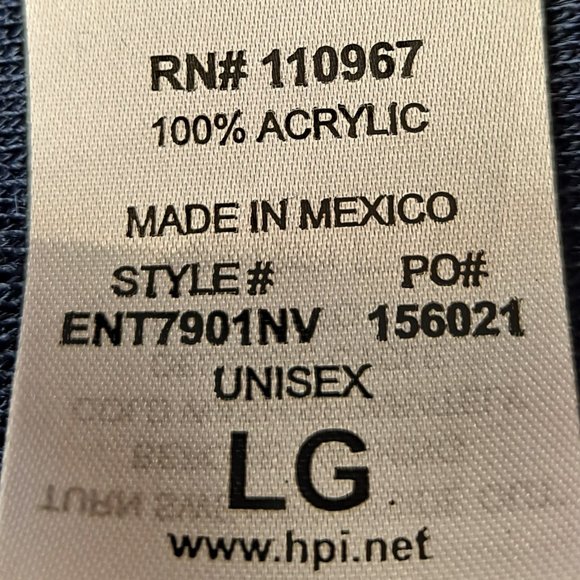 RN# 110967
100% ACRYLIC
MADE IN MEXICO
STYLE# PO#
ENT7901NV 156021
UNISEX
LG
www.hpi.net